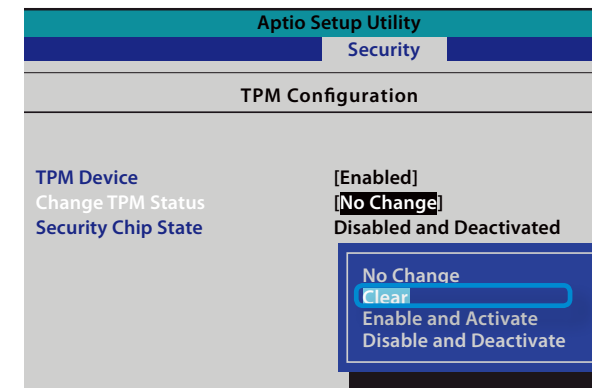 Aptio Setup Utility
Security
TPM Configuration
TPM Device [Enabled]
Change TPM Status [No Change]
Security Chip State Disabled and Deactivated
No Change
Clear
Enable and Activate
Disable and Deactivate